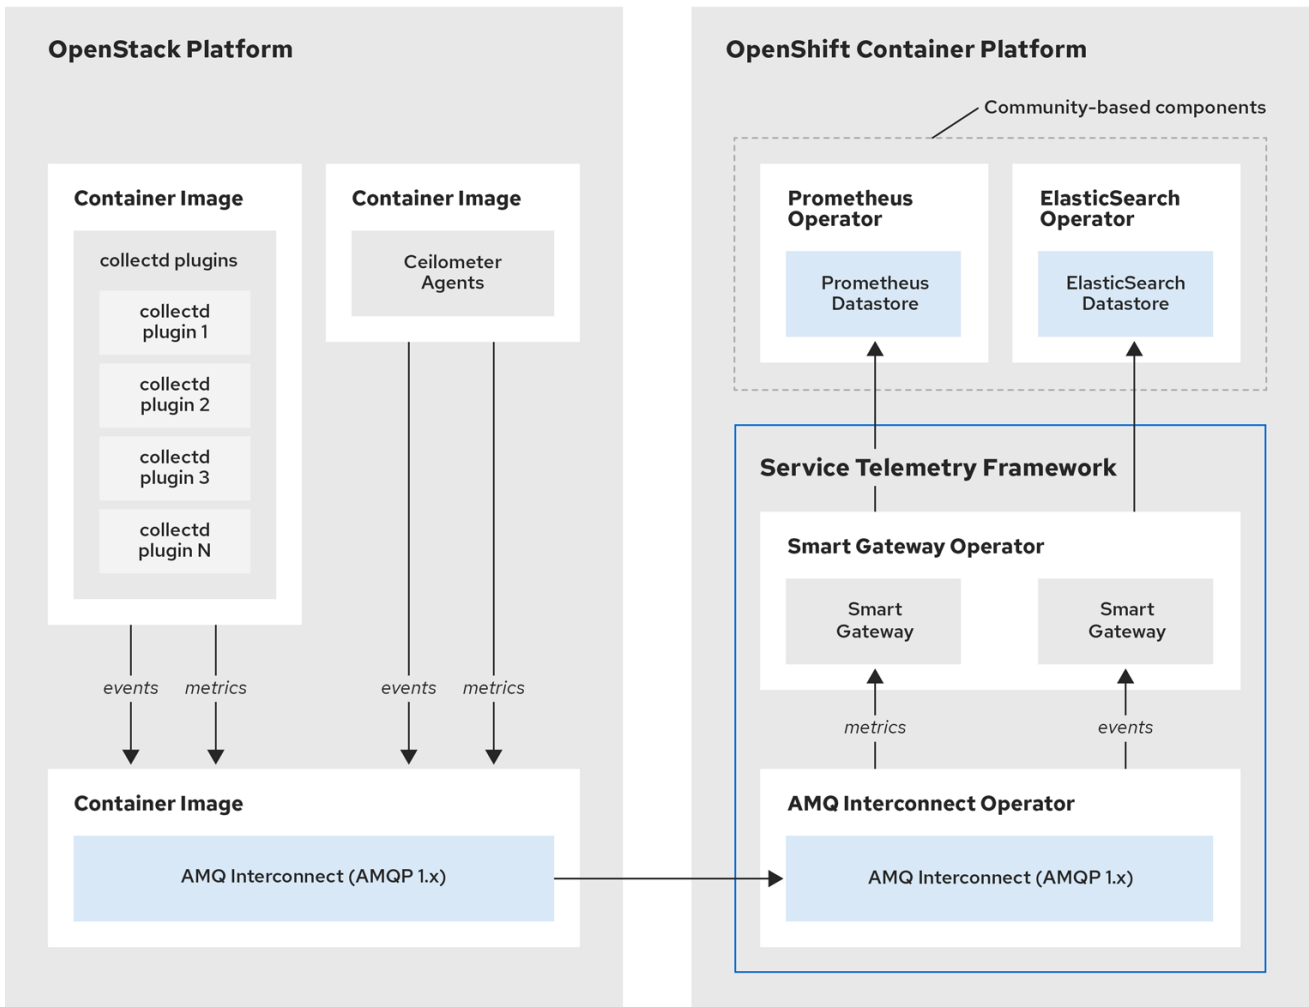 OpenStack Platform
Container Image
collectd plugins
collectd
plugin 1
collectd
plugin 2
collectd
plugin 3
collectd
plugin N
Container Image
Ceilometer
Agents
events
metrics
events
metrics
Container Image
AMQ Interconnect (AMQP 1.x)
OpenShift Container Platform
Community-based components
Prometheus
Operator
Prometheus
Datastore
ElasticSearch
Operator
ElasticSearch
Datastore
Service Telemetry Framework
Smart Gateway Operator
Smart
Gateway
Smart
Gateway
metrics
events
AMQ Interconnect Operator
AMQ Interconnect (AMQP 1.x)